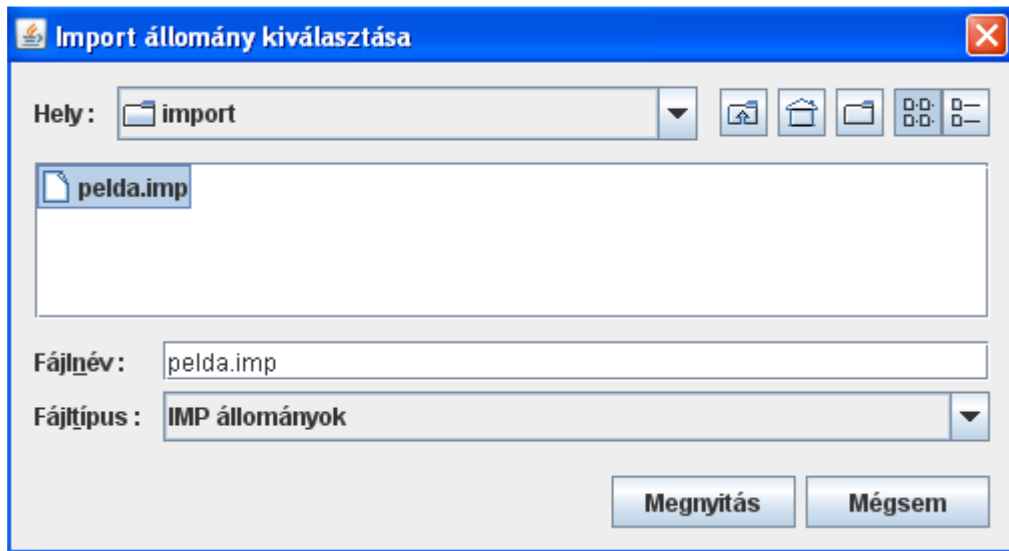 Import állomány kiválasztása
Hely: import
pelda.imp
Fájlnév: pelda.imp
Fájltípus: IMP állományok
Megnyitás Mégsem